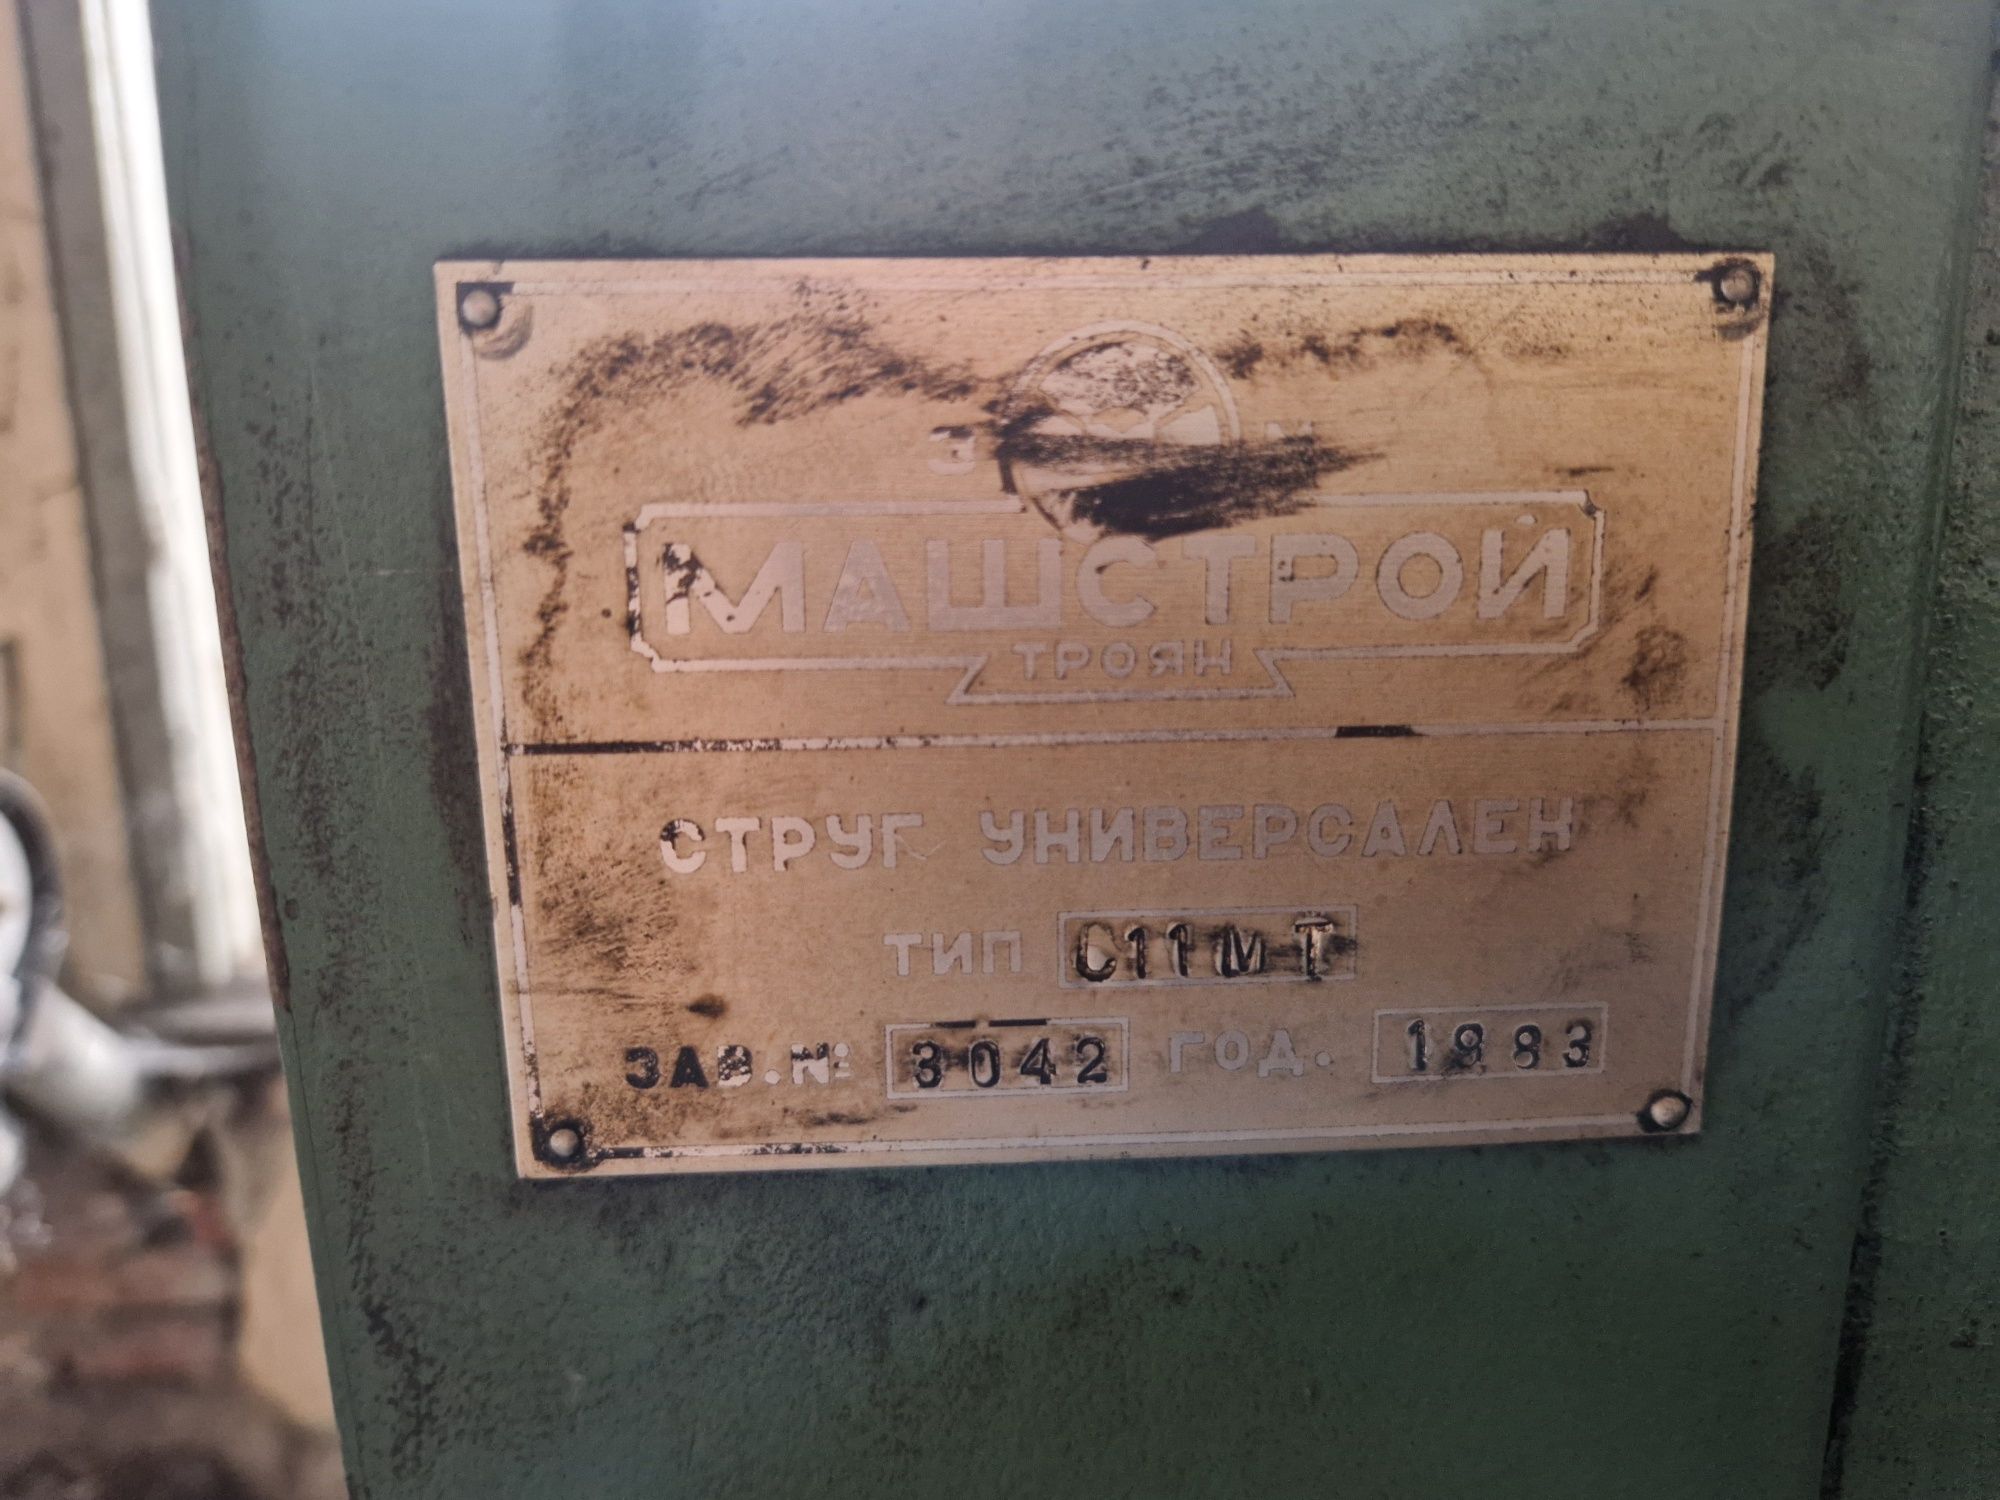 З М
МАШСТРОЙ
ТРОЯН
СТРУГ УНИВЕРСАЛЕН
ТИП С11МТ
ЗАВ.№: 3042 ГОД. 1983